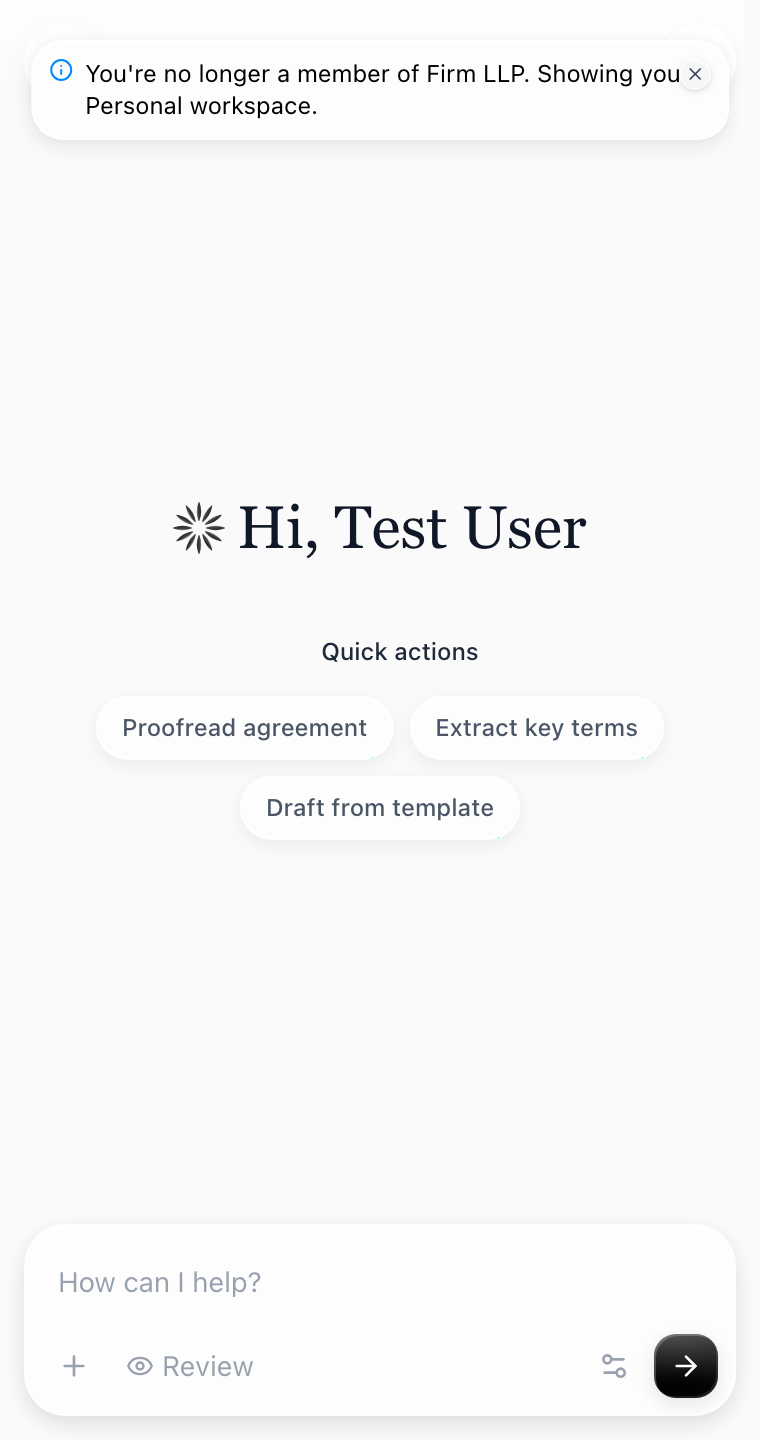 You're no longer a member of Firm LLP. Showing you
Personal workspace.
Hi, Test User
Quick actions
Proofread agreement
Extract key terms
Draft from template
How can I help?
Review